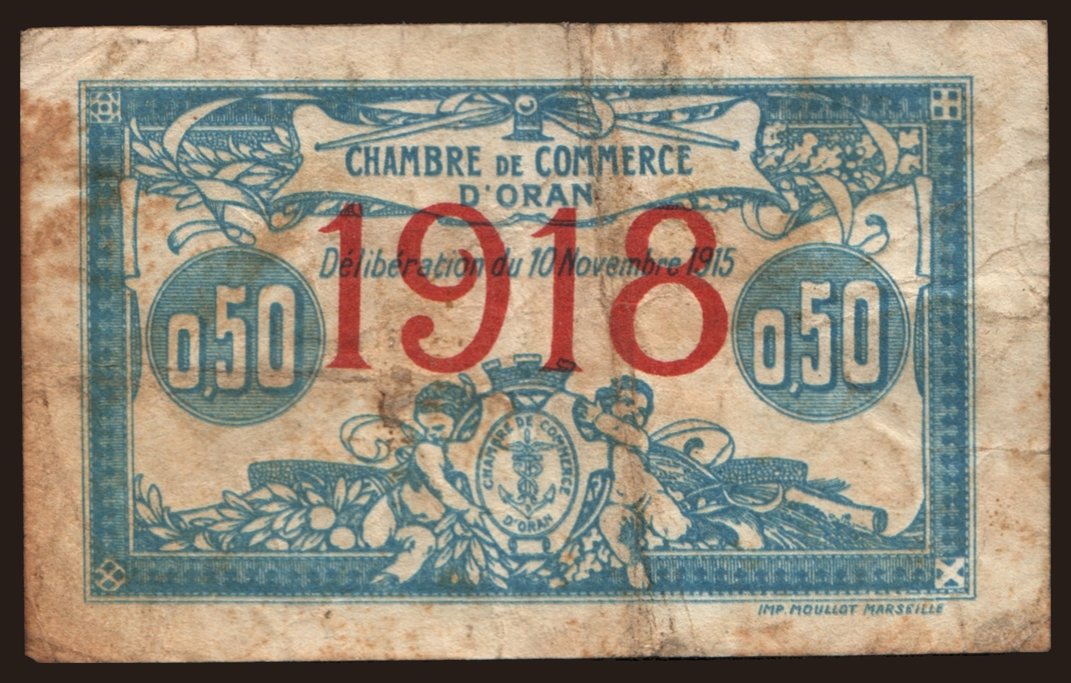 CHAMBRE DE COMMERCE
D'ORAN
1918
Délibération du 10 Novembre 1915
0,50
0,50
CHAMBRE DE COMMERCE
D'ORAN
IMP. MOULLOT MARSEILLE